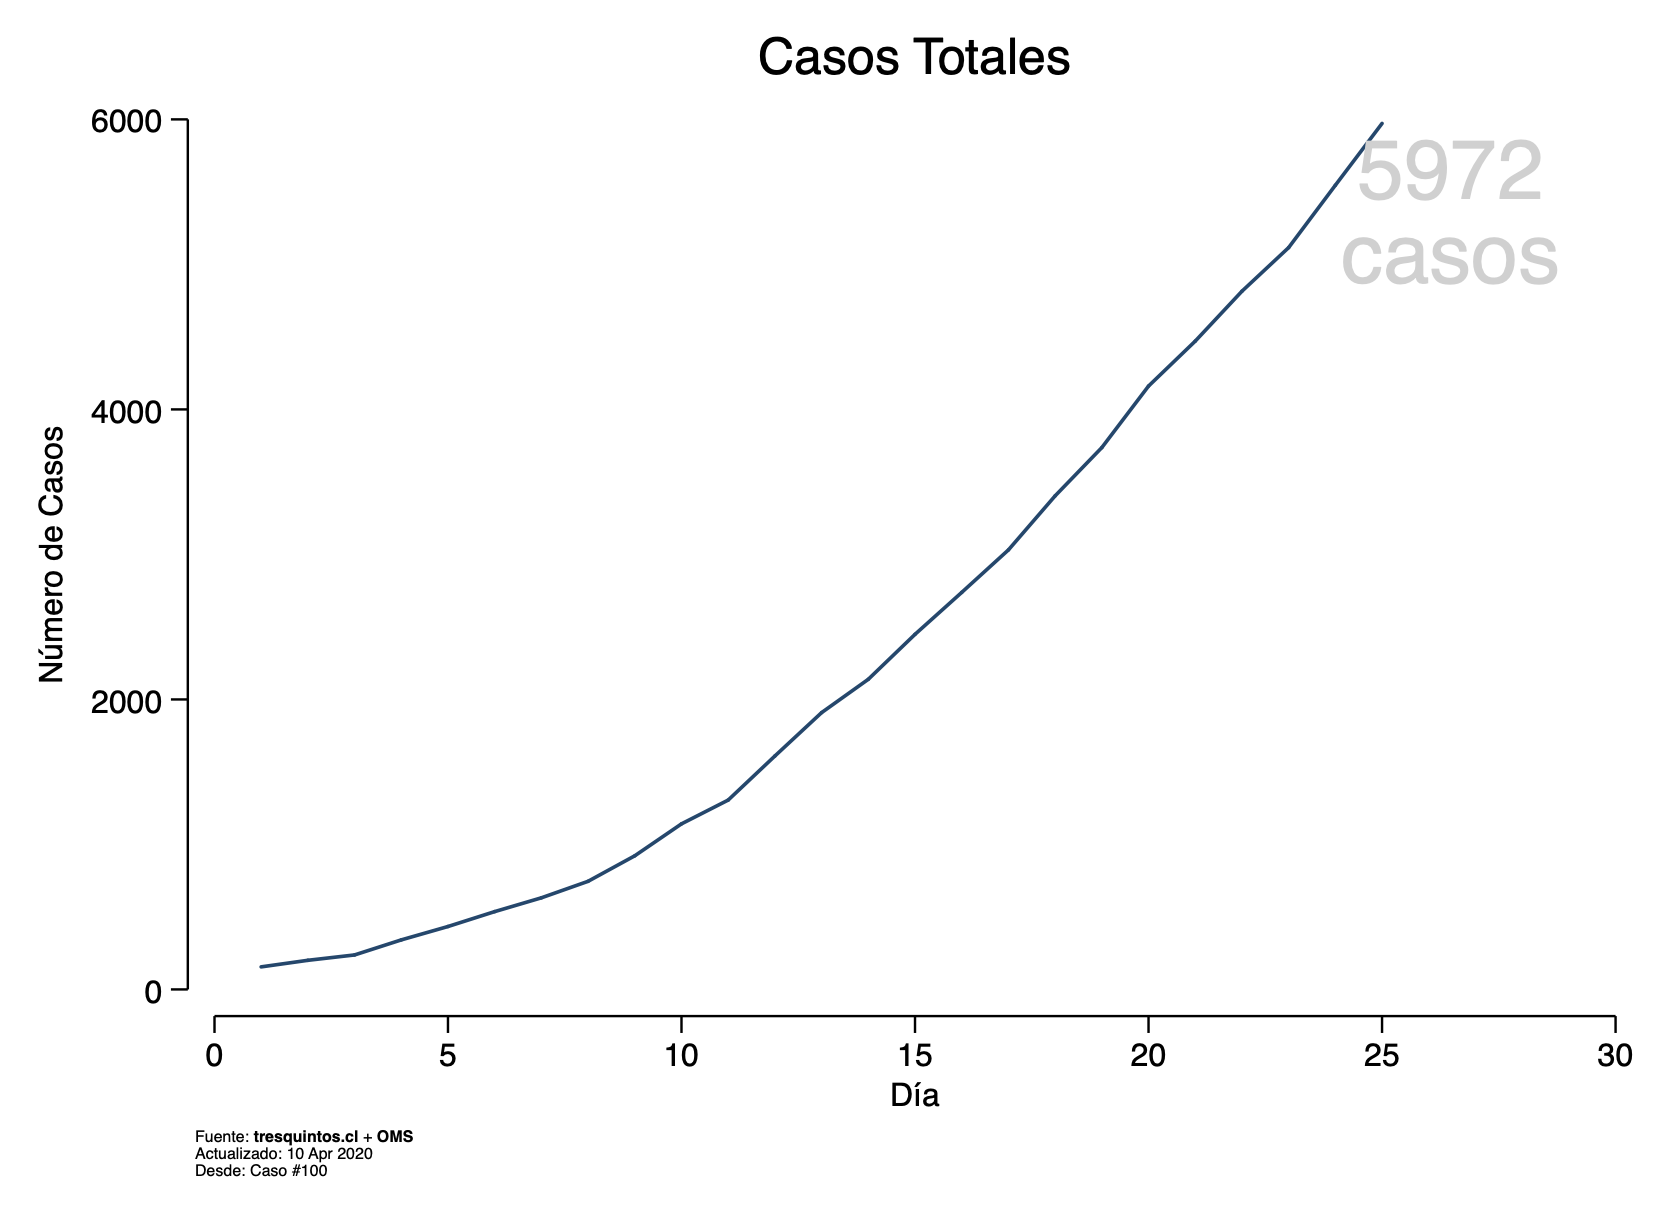 Casos Totales
6000
4000
2000
0
Número de Casos
5972
casos
0 5 10 15 20 25 30
Día
Fuente: tresquintos.cl + OMS
Actualizado: 10 Apr 2020
Desde: Caso #100